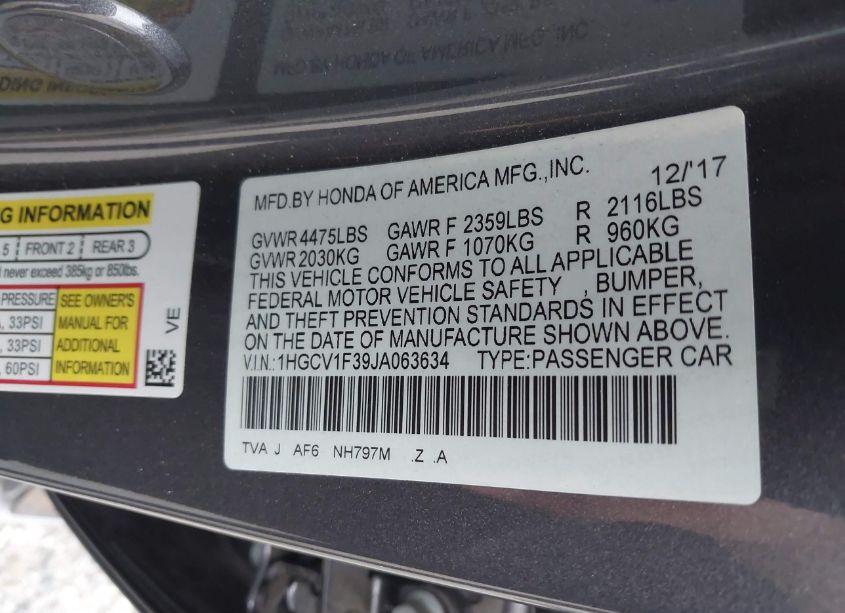 G INFORMATION
5 FRONT 2 REAR 3
never exceed 385kg or 850lbs.
PRESSURE SEE OWNER'S
33PSI MANUAL FOR
33PSI ADDITIONAL
60PSI INFORMATION
VE
MFD.BY HONDA OF AMERICA MFG.,INC. 12/'17
GVWR 4475LBS GAWR F 2359LBS R 2116LBS
GVWR 2030KG GAWR F 1070KG R 960KG
THIS VEHICLE CONFORMS TO ALL APPLICABLE
FEDERAL MOTOR VEHICLE SAFETY , BUMPER,
AND THEFT PREVENTION STANDARDS IN EFFECT
ON THE DATE OF MANUFACTURE SHOWN ABOVE.
V.I.N.:1HGCV1F39JA063634 TYPE:PASSENGER CAR
TVA J AF6 NH797M .Z .A